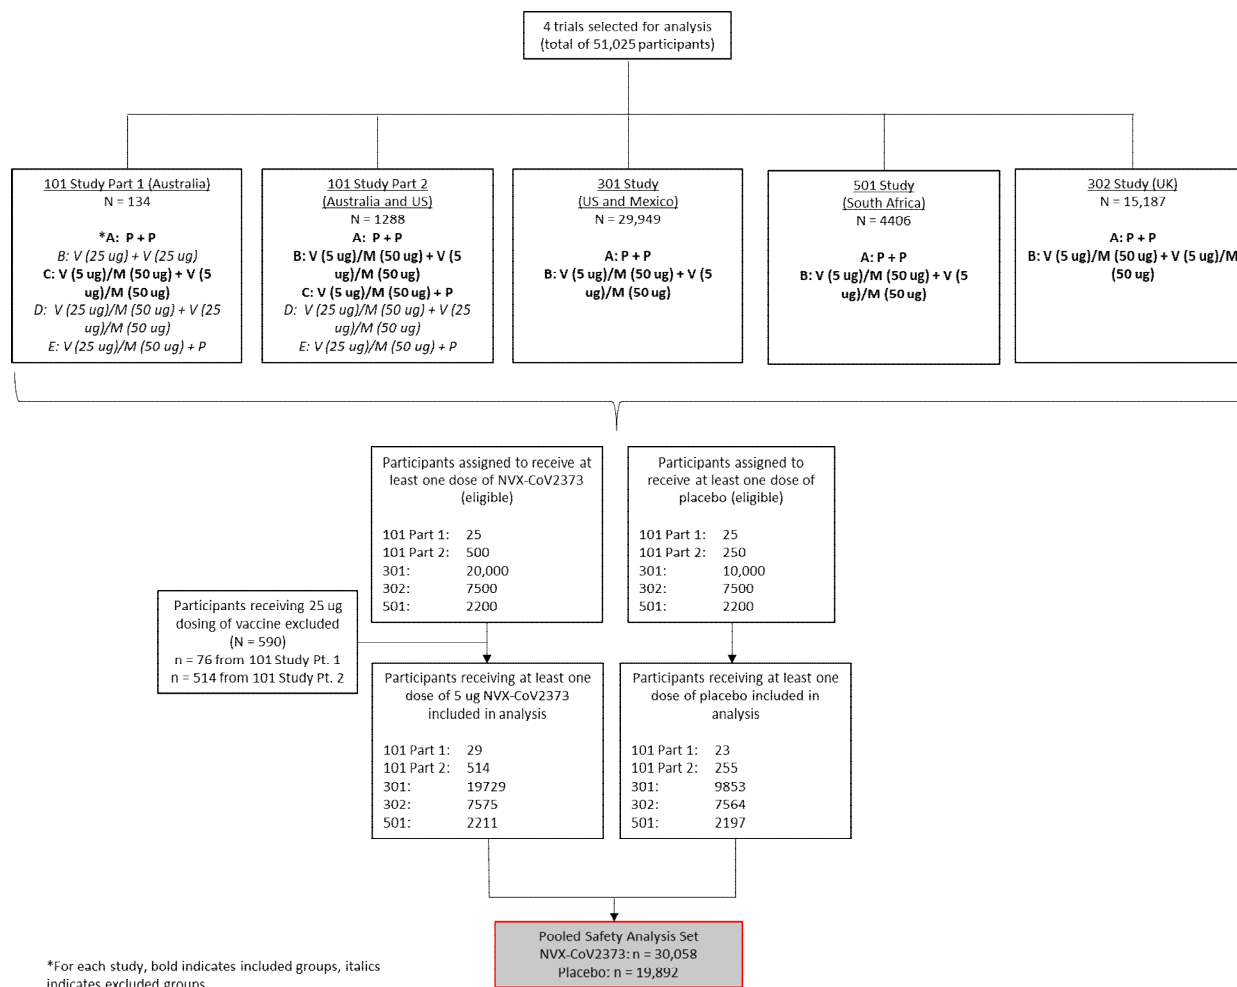 4 trials selected for analysis
(total of 51,025 participants)
101 Study Part 1 (Australia)
N = 134
*A: P + P
B: V (25 ug) + V (25 ug)
C: V (5 ug)/M (50 ug) + V (5
ug)/M (50 ug)
D: V (25 ug)/M (50 ug) + V (25
ug)/M (50 ug)
E: V (25 ug)/M (50 ug) + P
101 Study Part 2
(Australia and US)
N = 1288
A: P + P
B: V (5 ug)/M (50 ug) + V (5
ug)/M (50 ug)
C: V (5 ug)/M (50 ug) + P
D: V (25 ug)/M (50 ug) + V (25
ug)/M (50 ug)
E: V (25 ug)/M (50 ug) + P
301 Study
(US and Mexico)
N = 29,949
A: P + P
B: V (5 ug)/M (50 ug) + V (5
ug)/M (50 ug)
501 Study
(South Africa)
N = 4406
A: P + P
B: V (5 ug)/M (50 ug) + V (5
ug)/M (50 ug)
302 Study (UK)
N = 15,187
A: P + P
B: V (5 ug)/M (50 ug) + V (5 ug)/M
(50 ug)
Participants assigned to receive at
least one dose of NVX-CoV2373
(eligible)
101 Part 1: 25
101 Part 2: 500
301: 20,000
302: 7500
501: 2200
Participants assigned to
receive at least one dose of
placebo (eligible)
101 Part 1: 25
101 Part 2: 250
301: 10,000
302: 7500
501: 2200
Participants receiving 25 ug
dosing of vaccine excluded
(N = 590)
n = 76 from 101 Study Pt. 1
n = 514 from 101 Study Pt. 2
Participants receiving at least one
dose of 5 ug NVX-CoV2373
included in analysis
101 Part 1: 29
101 Part 2: 514
301: 19729
302: 7575
501: 2211
Participants receiving at least one
dose of placebo included in
analysis
101 Part 1: 23
101 Part 2: 255
301: 9853
302: 7564
501: 2197
Pooled Safety Analysis Set
NVX-CoV2373: n = 30,058
Placebo: n = 19,892
*For each study, bold indicates included groups, italics
indicates excluded groups